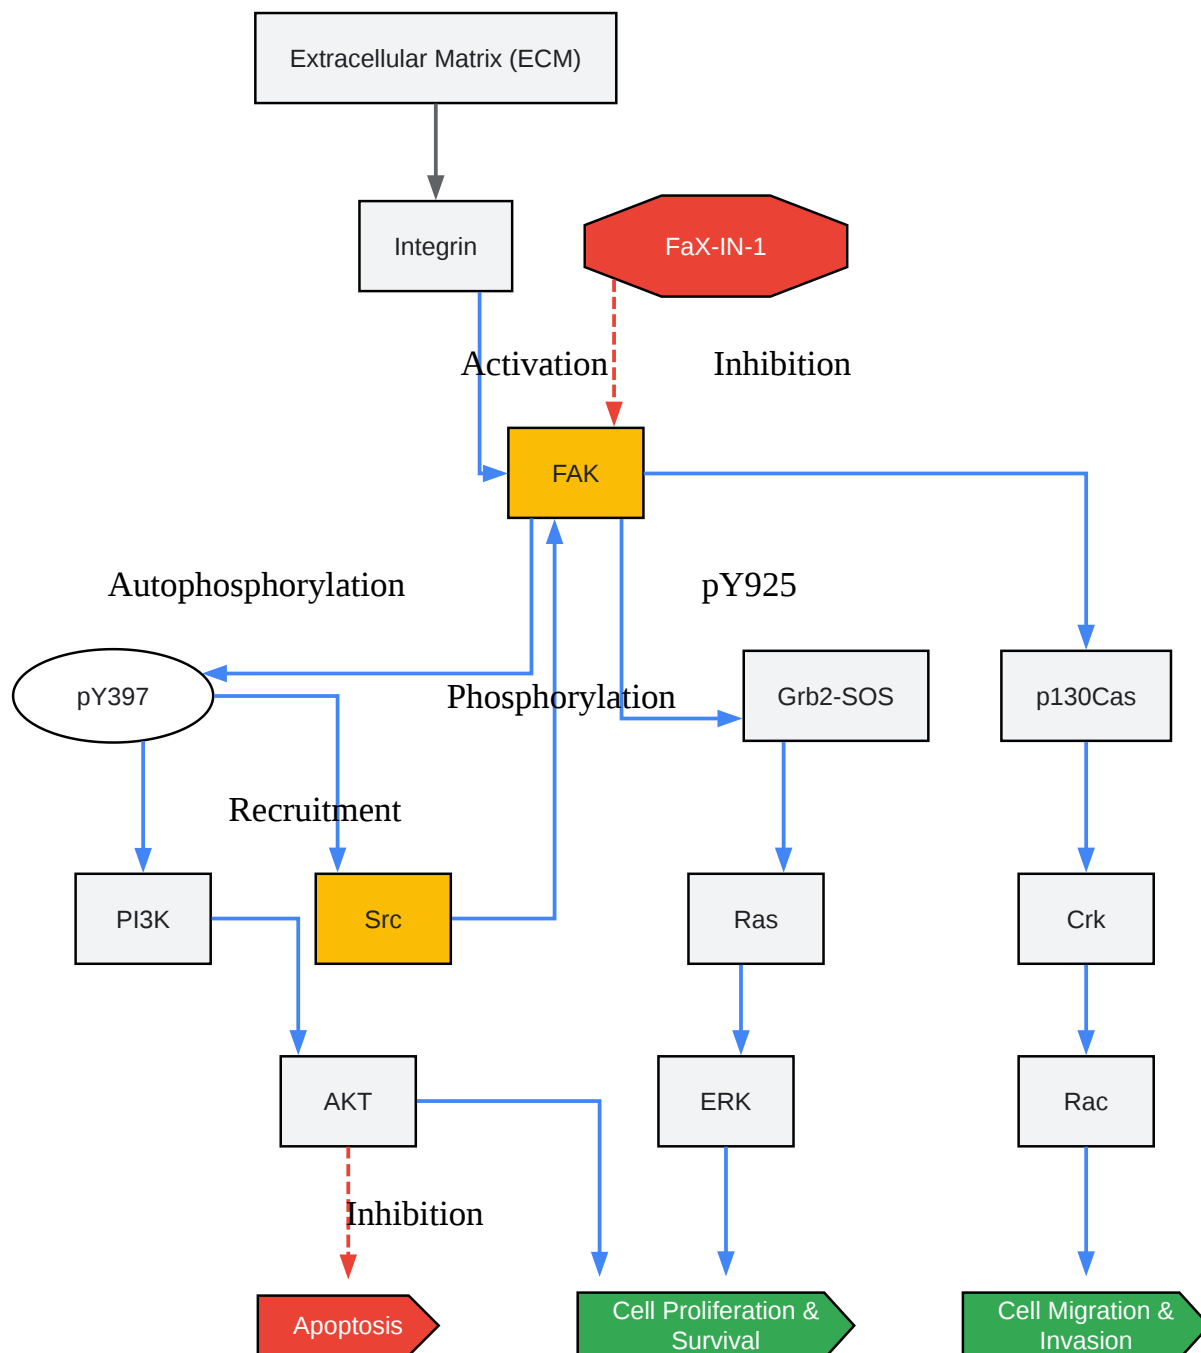 Extracellular Matrix (ECM)
Integrin
FaX-IN-1
Activation
Inhibition
FAK
Autophosphorylation
pY925
pY397
Phosphorylation
Grb2-SOS
p130Cas
Recruitment
PI3K
Src
Ras
Crk
AKT
ERK
Rac
Inhibition
Apoptosis
Cell Proliferation &
Survival
Cell Migration &
Invasion